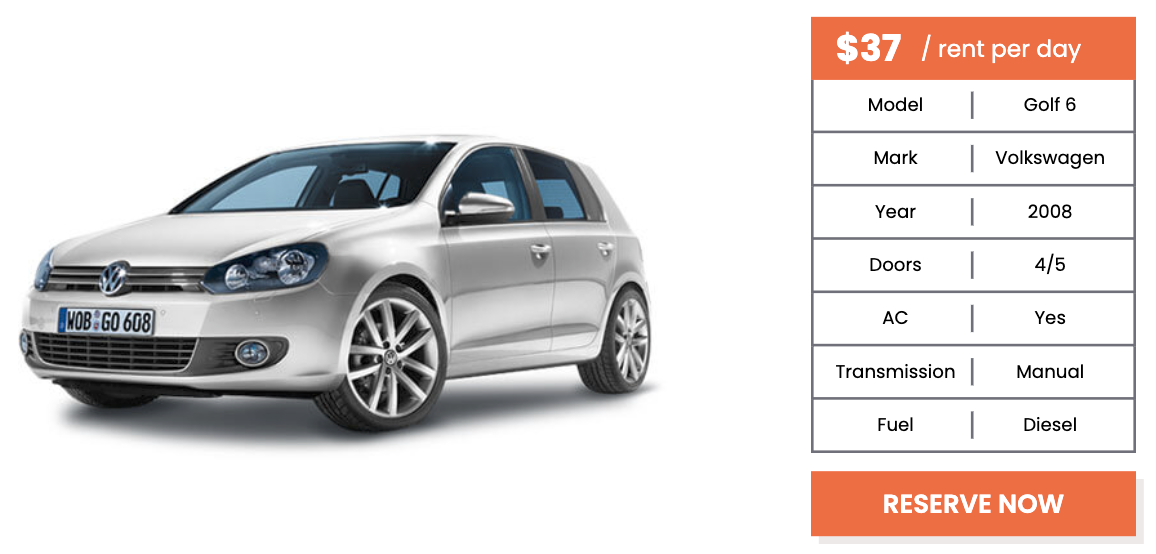 $37 / rent per day
Model | Golf 6
Mark | Volkswagen
Year | 2008
Doors | 4/5
AC | Yes
Transmission | Manual
Fuel | Diesel
WOB GO 608
RESERVE NOW